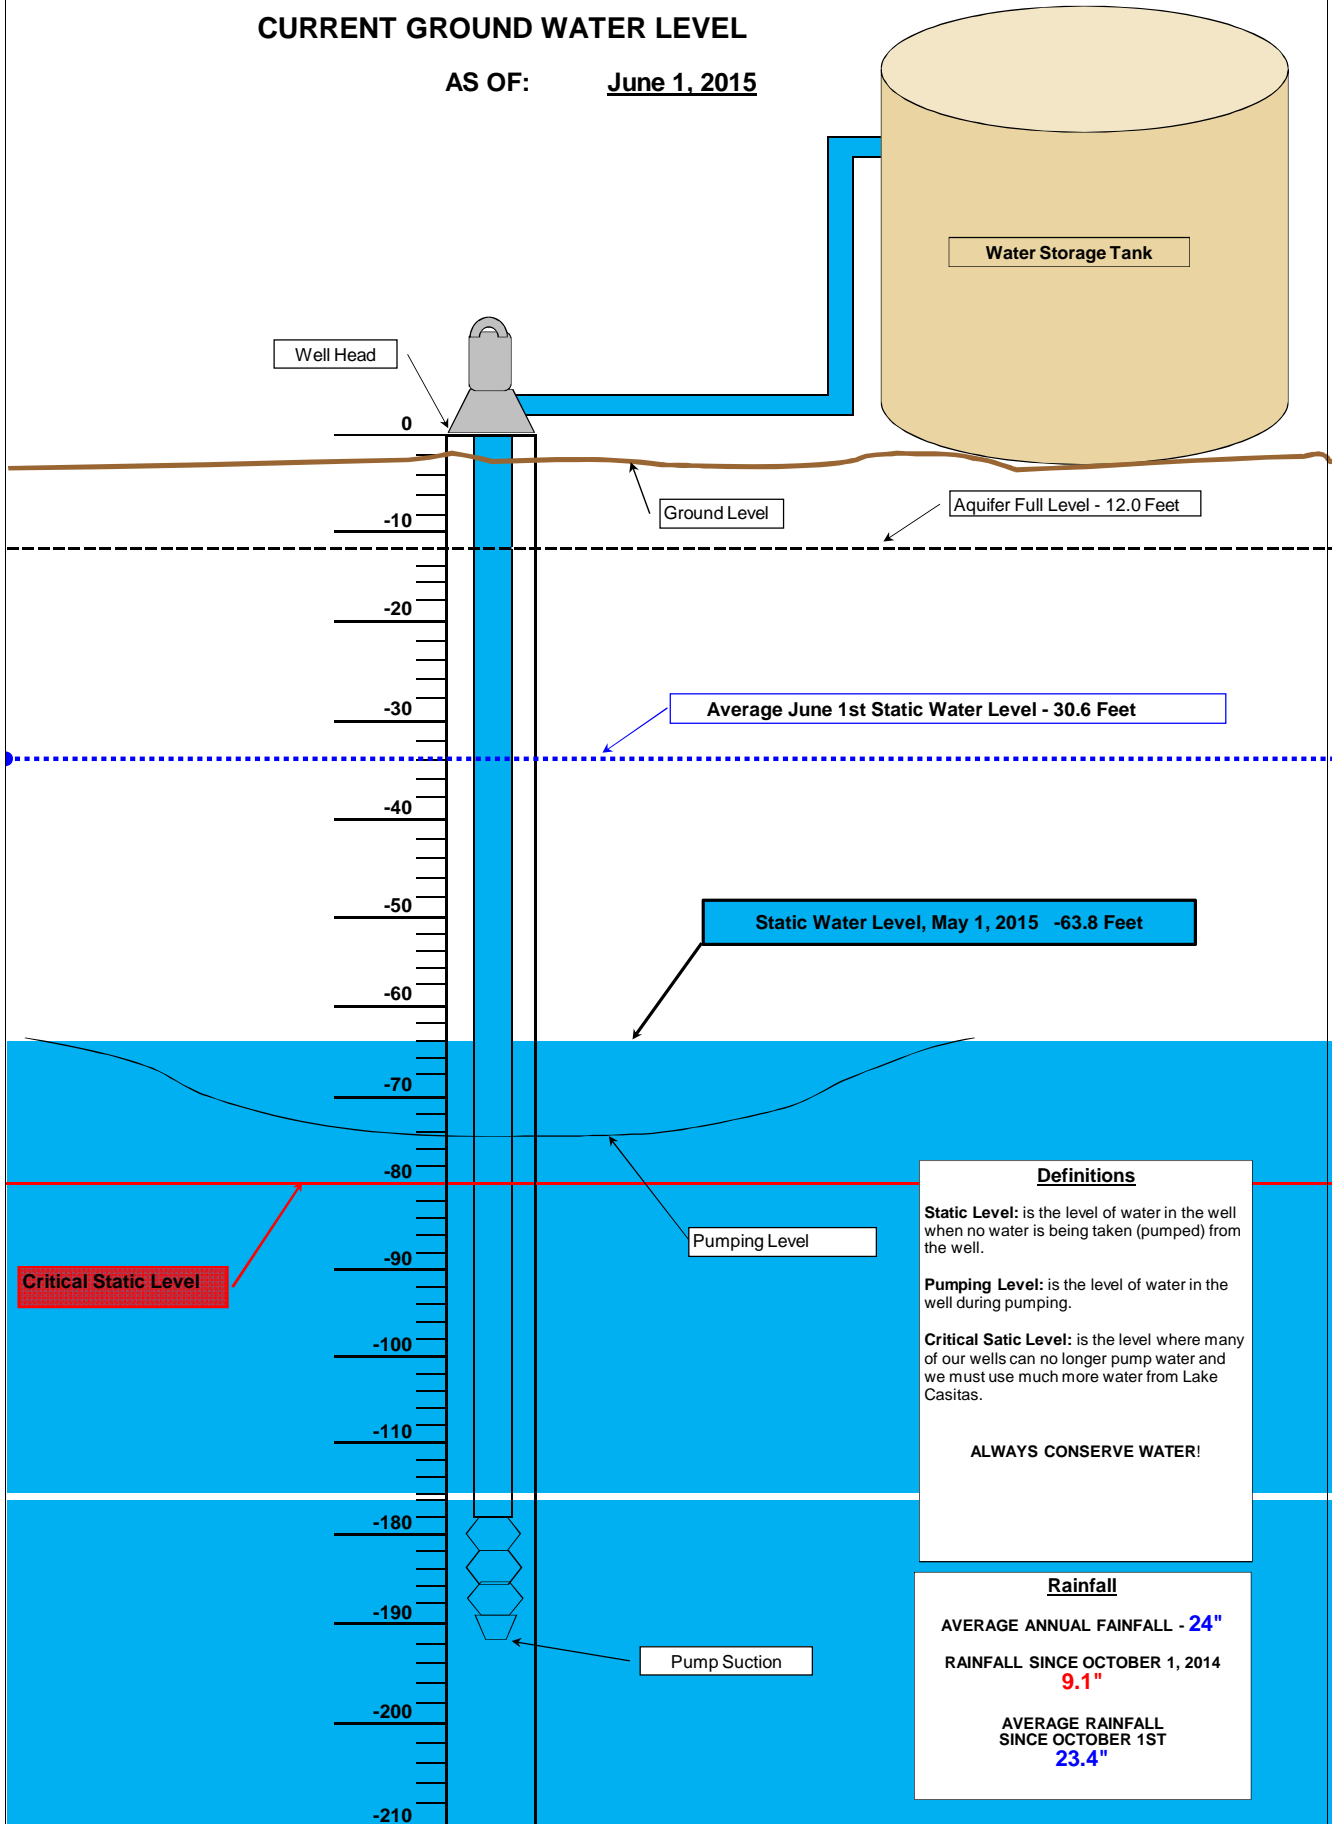 CURRENT GROUND WATER LEVEL
AS OF: June 1, 2015
Water Storage Tank
Well Head
0
Ground Level
Aquifer Full Level - 12.0 Feet
-10
-20
-30
Average June 1st Static Water Level - 30.6 Feet
-40
-50
Static Water Level, May 1, 2015 -63.8 Feet
-60
-70
-80
Pumping Level
-90
Critical Static Level
-100
-110
-180
-190
Pump Suction
-200
-210
Definitions
Static Level: is the level of water in the well
when no water is being taken (pumped) from
the well.
Pumping Level: is the level of water in the
well during pumping.
Critical Satic Level: is the level where many
of our wells can no longer pump water and
we must use much more water from Lake
Casitas.
ALWAYS CONSERVE WATER!
Rainfall
AVERAGE ANNUAL FAINFALL - 24"
RAINFALL SINCE OCTOBER 1, 2014
9.1"
AVERAGE RAINFALL
SINCE OCTOBER 1ST
23.4"